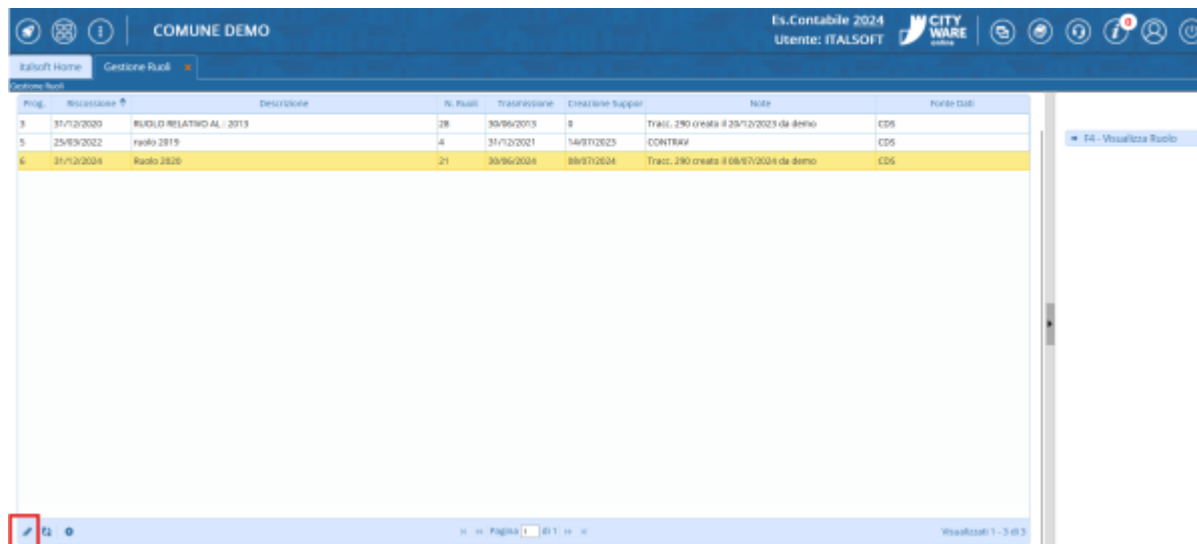 COMUNE DEMO
Es.Contabile 2024
Utente: ITALSOFT
CITY
WARE
online
0
italsoft Home
Gestione Ruoli
Gestione Ruoli
Prog. Riscossione Descrizione N. Ruoli Trasmissione Creazione Suppor Note Fonte Dati
3 31/12/2020 RUOLO RELATIVO AL : 2013 28 30/06/2013 0 Tracc. 290 creato il 20/12/2023 da demo CDS
5 25/03/2022 ruolo 2019 4 31/12/2021 14/07/2023 CONTRAV CDS
6 31/12/2024 Ruolo 2020 21 30/06/2024 08/07/2024 Tracc. 290 creato il 08/07/2024 da demo CDS
F4 - Visualizza Ruolo
Pagina 1 di 1
Visualizzati 1 - 3 di 3